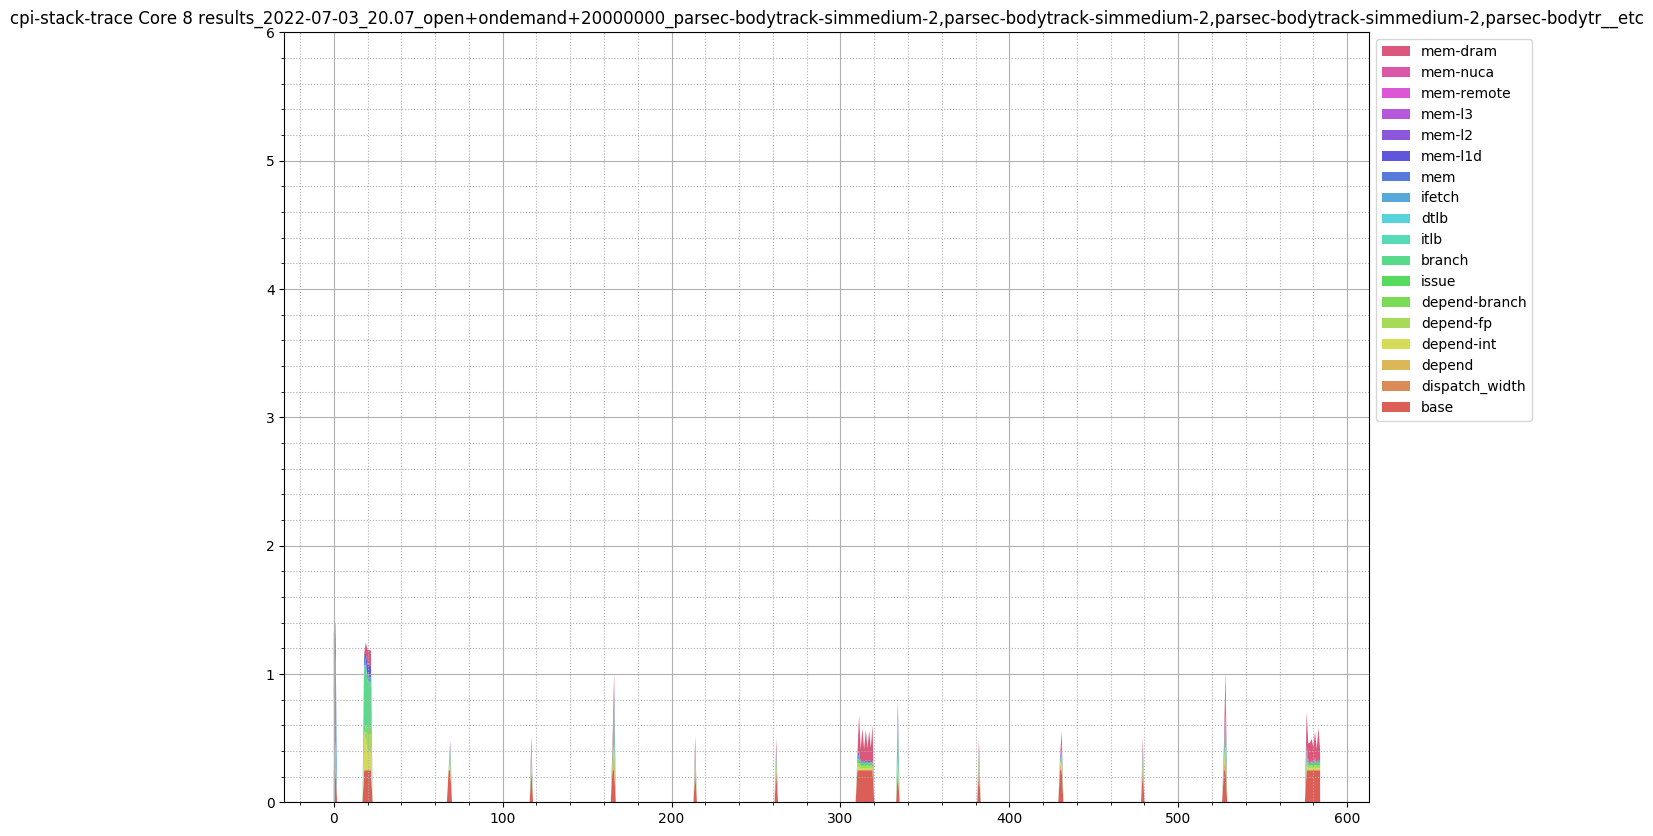 cpi-stack-trace Core 8 results_2022-07-03_20.07_open+ondemand+20000000_parsec-bodytrack-simmedium-2,parsec-bodytrack-simmedium-2,parsec-bodytrack-simmedium-2,parsec-bodytr__etc
6
5
4
3
2
1
0
0 100 200 300 400 500 600
mem-dram
mem-nuca
mem-remote
mem-l3
mem-l2
mem-l1d
mem
ifetch
dtlb
itlb
branch
issue
depend-branch
depend-fp
depend-int
depend
dispatch_width
base